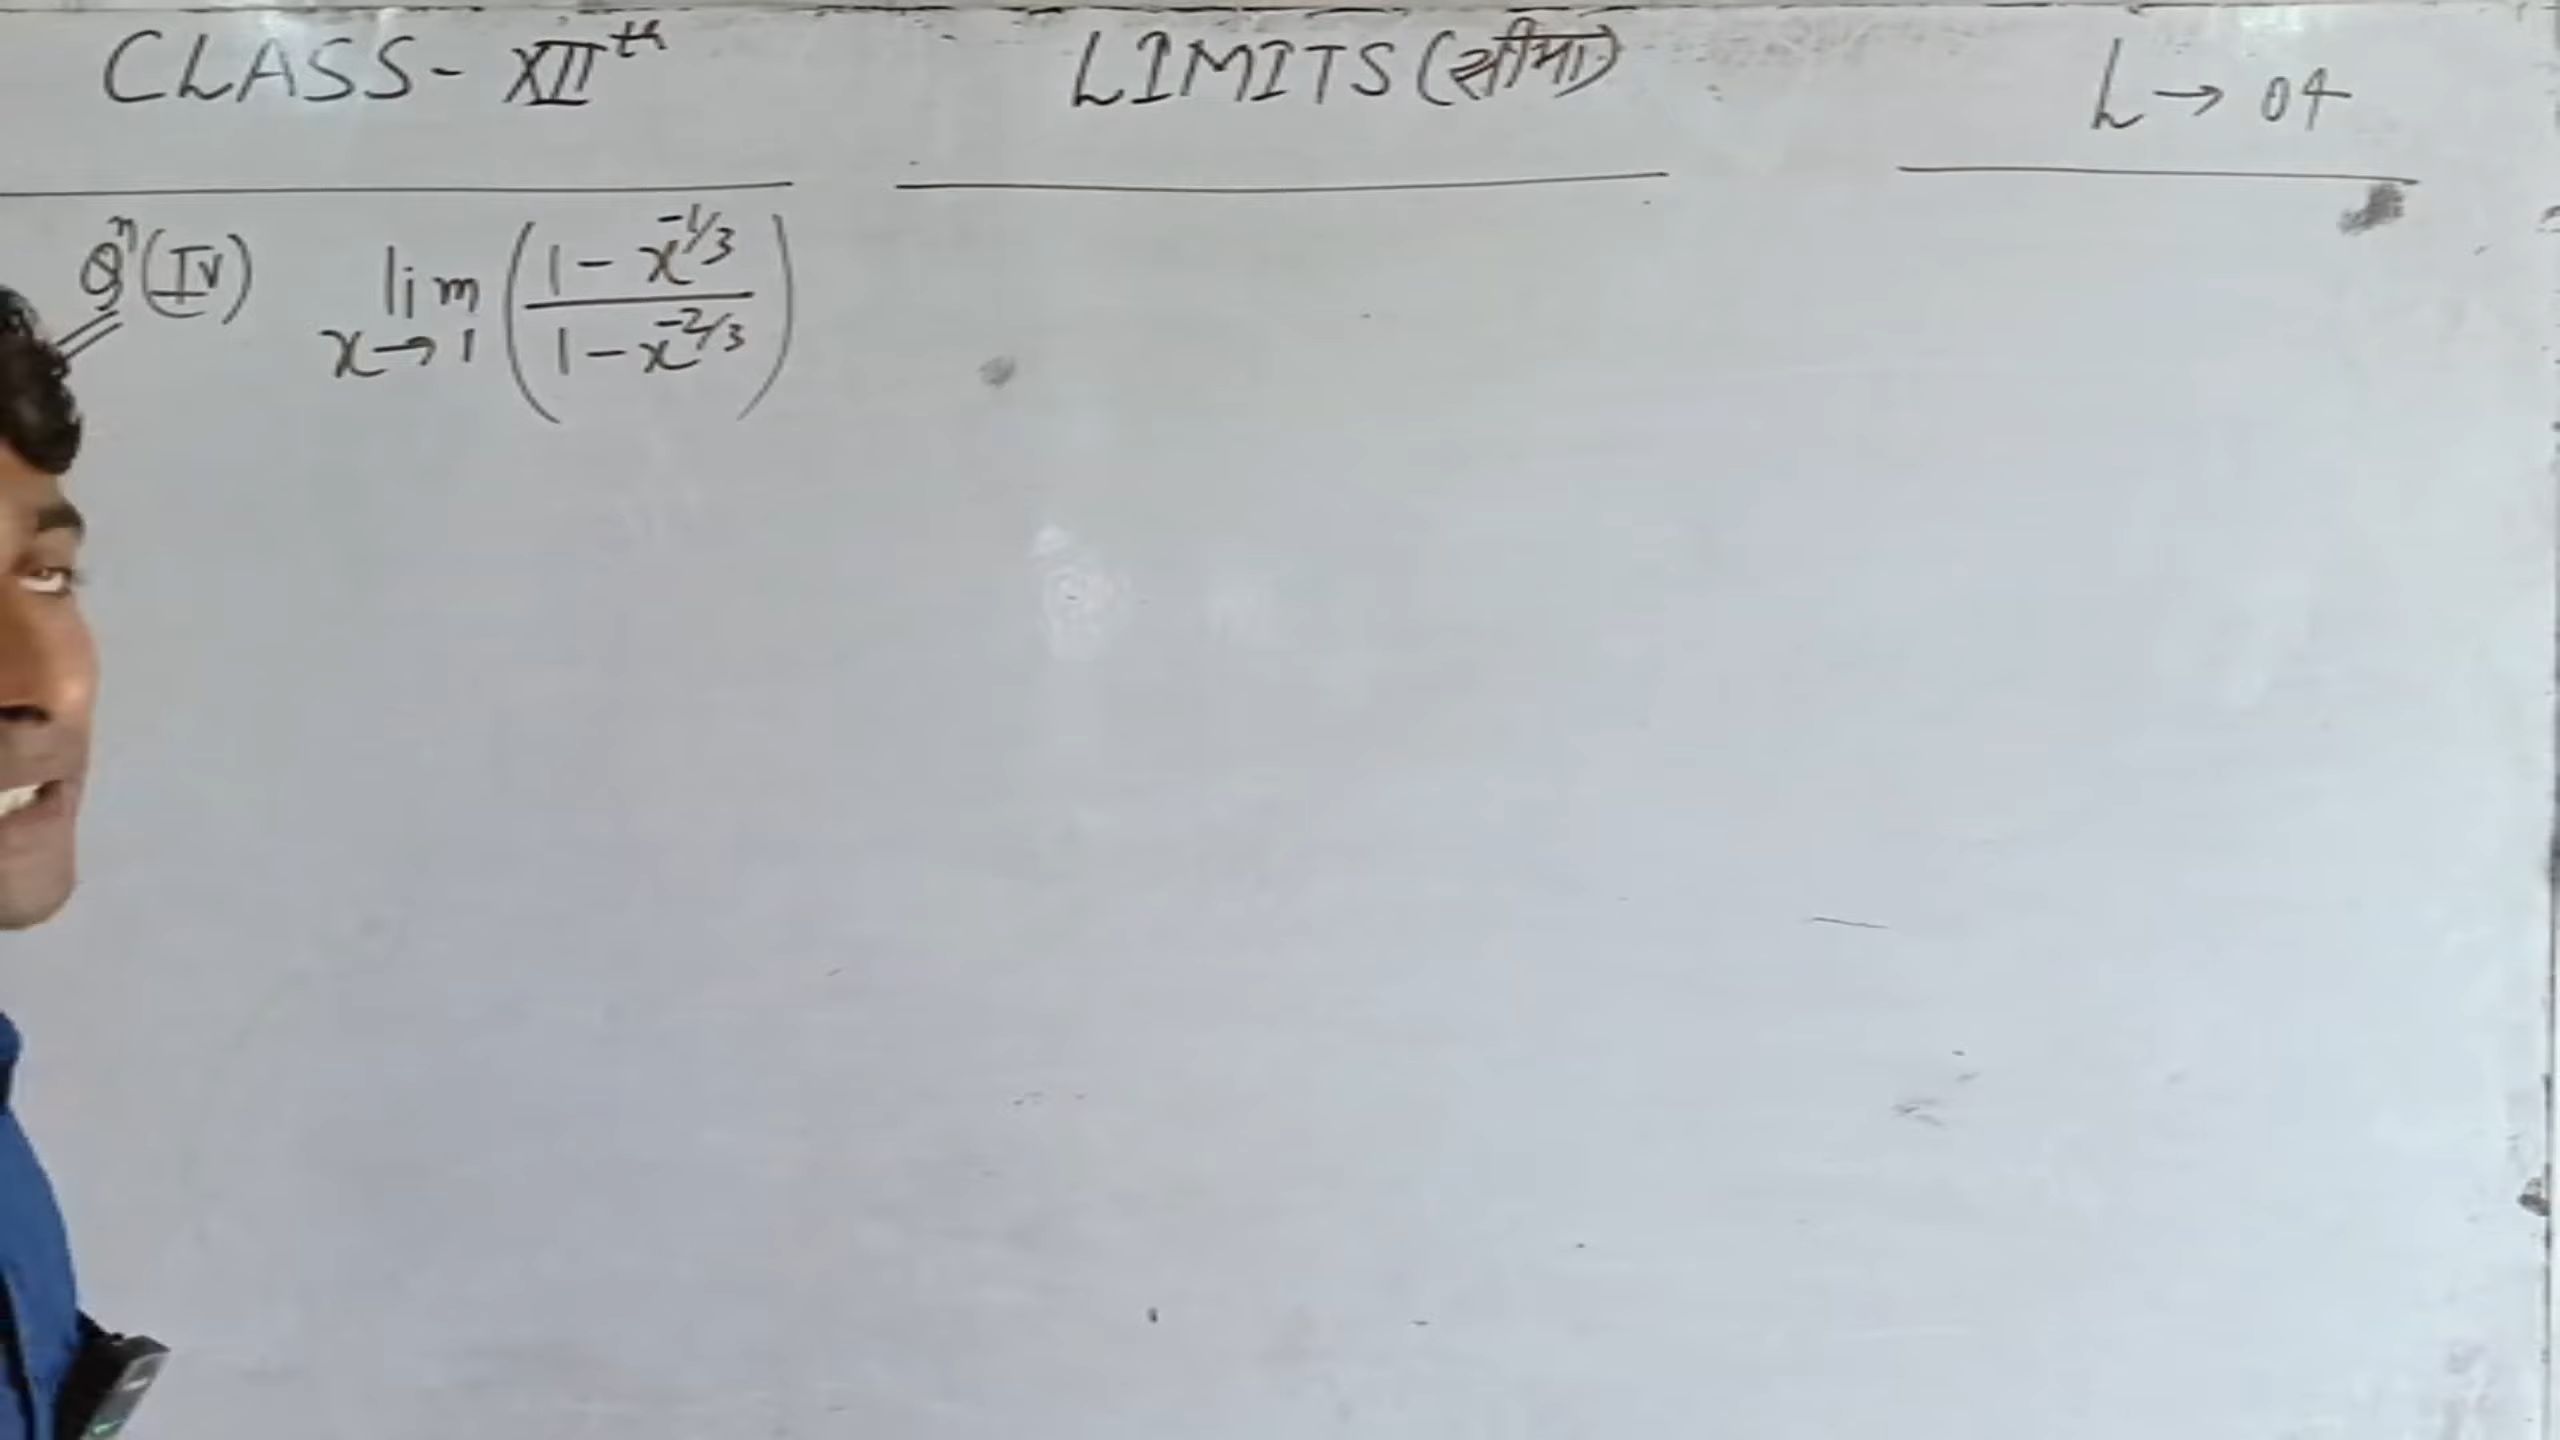 CLASS - XIIth
LIMITS (सीमा)
L → 04
Qn (IV) lim x→1 ( (1 - x^(-1/3)) / (1 - x^(-2/3)) )